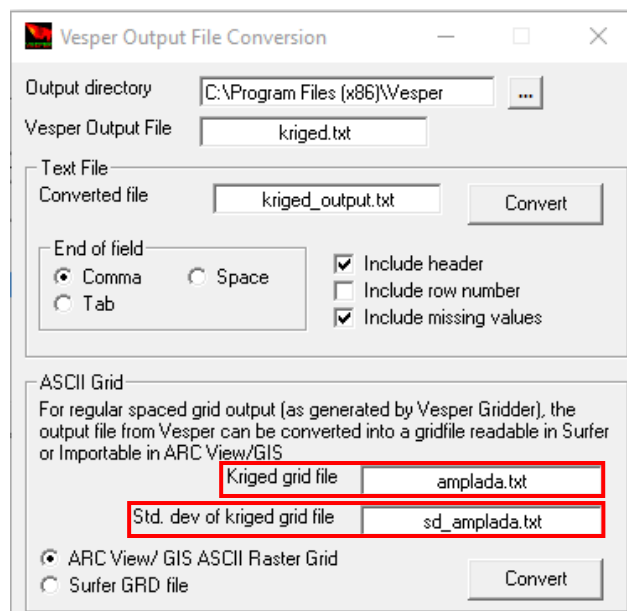 Vesper Output File Conversion
Output directory C:\Program Files (x86)\Vesper ...
Vesper Output File kriged.txt
Text File
Converted file kriged_output.txt Convert
End of field
Comma Space
Tab
Include header
Include row number
Include missing values
ASCII Grid
For regular spaced grid output (as generated by Vesper Gridder), the
output file from Vesper can be converted into a gridfile readable in Surfer
or Importable in ARC View/GIS
Kriged grid file amplada.txt
Std. dev of kriged grid file sd_amplada.txt
ARC View/ GIS ASCII Raster Grid
Surfer GRD file
Convert